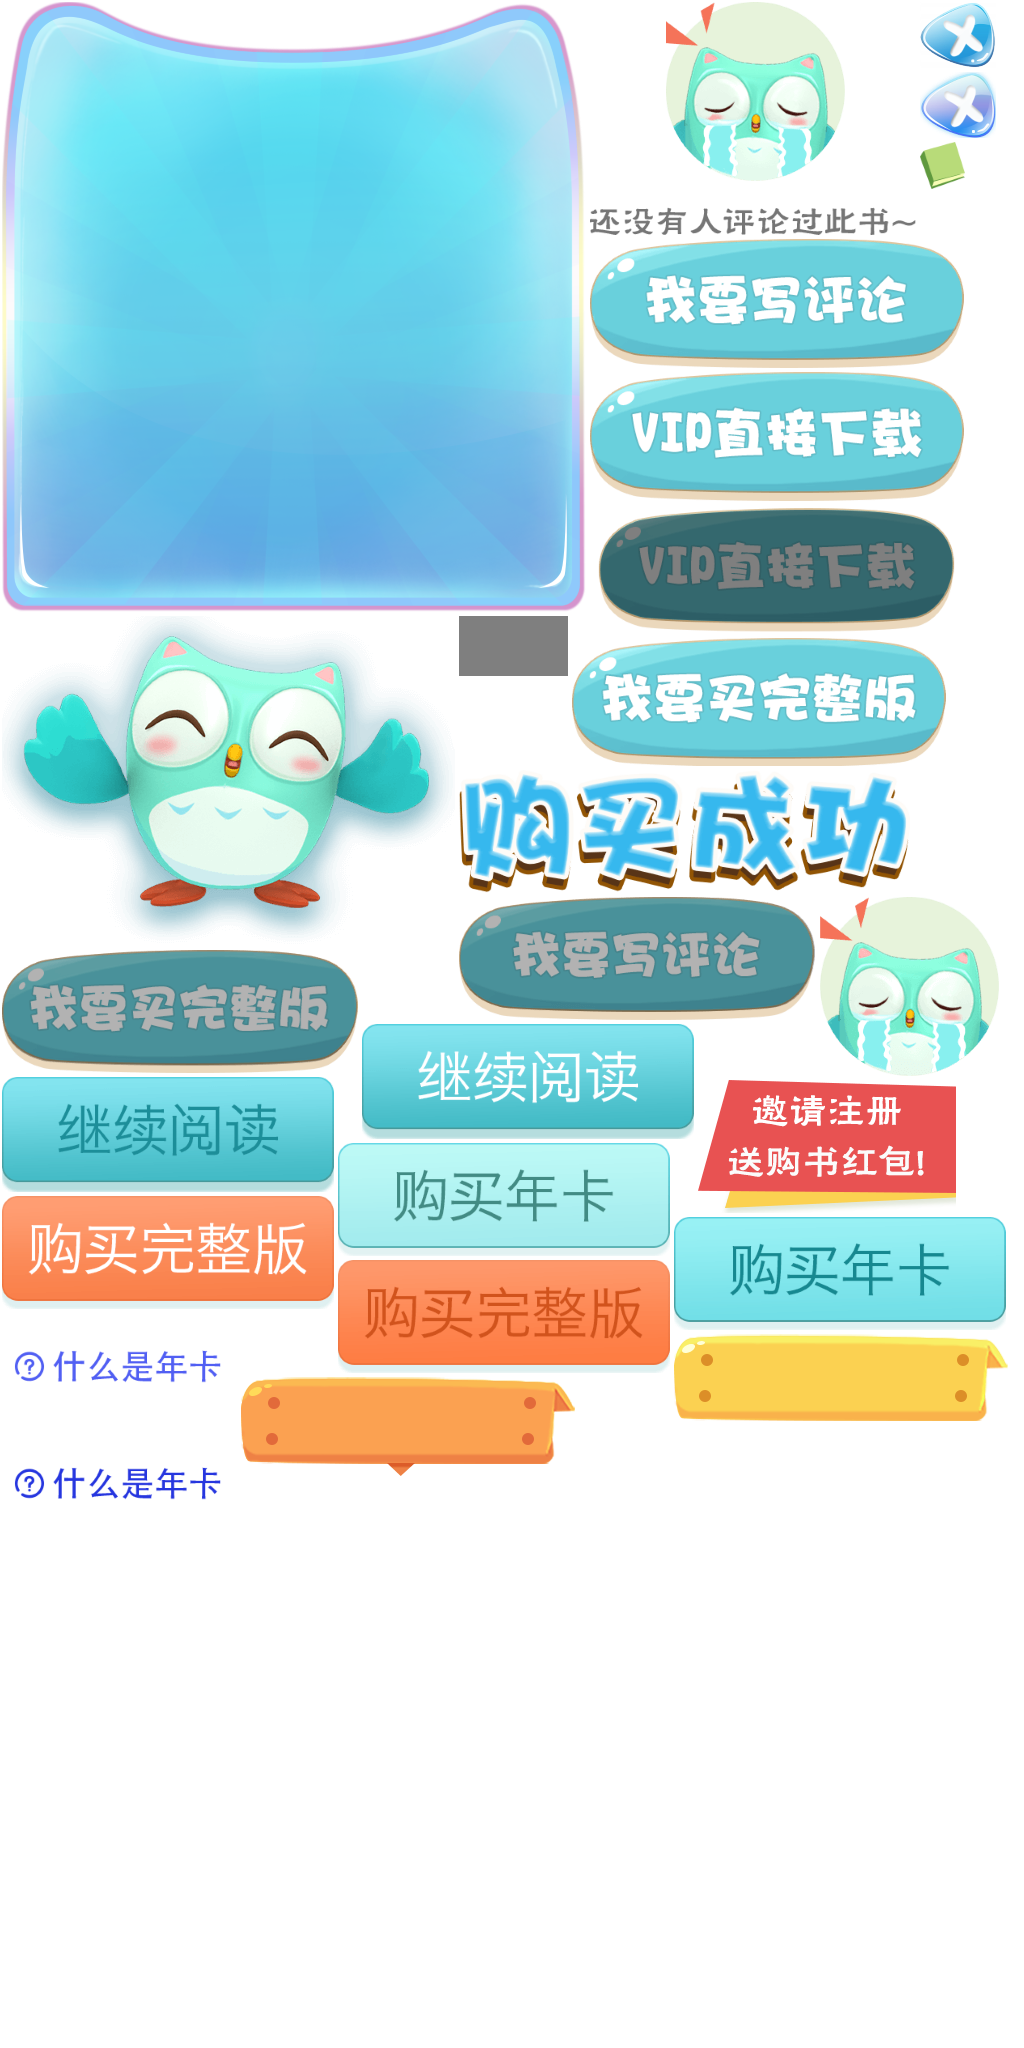 还没有人评论过此书~
我要写评论
VIP直接下载
VIP直接下载
我要买完整版
购买成功
我要写评论
我要买完整版
继续阅读
继续阅读
邀请注册
送购书红包!
购买年卡
购买完整版
购买年卡
购买完整版
什么是年卡
什么是年卡